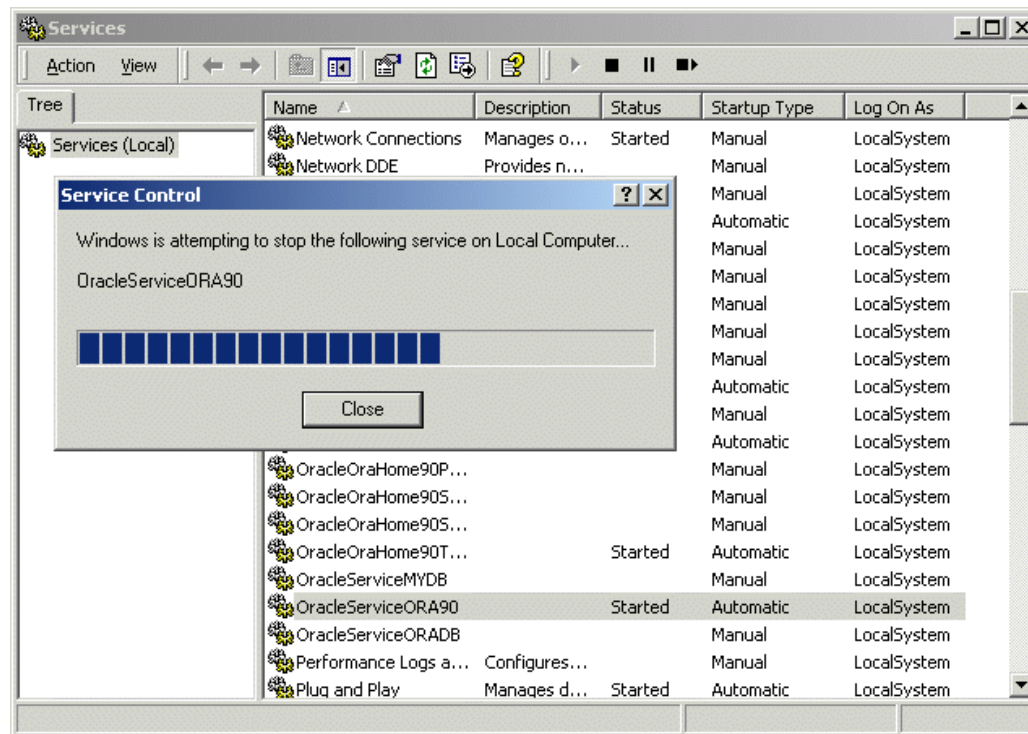 Services
Action View
Tree
Name Description Status Startup Type Log On As
Services (Local)
Network Connections Manages o... Started Manual LocalSystem
Network DDE Provides n... Manual LocalSystem
Service Control
Windows is attempting to stop the following service on Local Computer...
OracleServiceORA90
Close
Manual LocalSystem
Automatic LocalSystem
Manual LocalSystem
Manual LocalSystem
Manual LocalSystem
Manual LocalSystem
Manual LocalSystem
Automatic LocalSystem
Manual LocalSystem
Automatic LocalSystem
OracleOraHome90P... Manual LocalSystem
OracleOraHome90S... Manual LocalSystem
OracleOraHome90S... Manual LocalSystem
OracleOraHome90T... Started Automatic LocalSystem
OracleServiceMYDB Manual LocalSystem
OracleServiceORA90 Started Automatic LocalSystem
OracleServiceORADB Manual LocalSystem
Performance Logs a... Configures... Manual LocalSystem
Plug and Play Manages d... Started Automatic LocalSystem